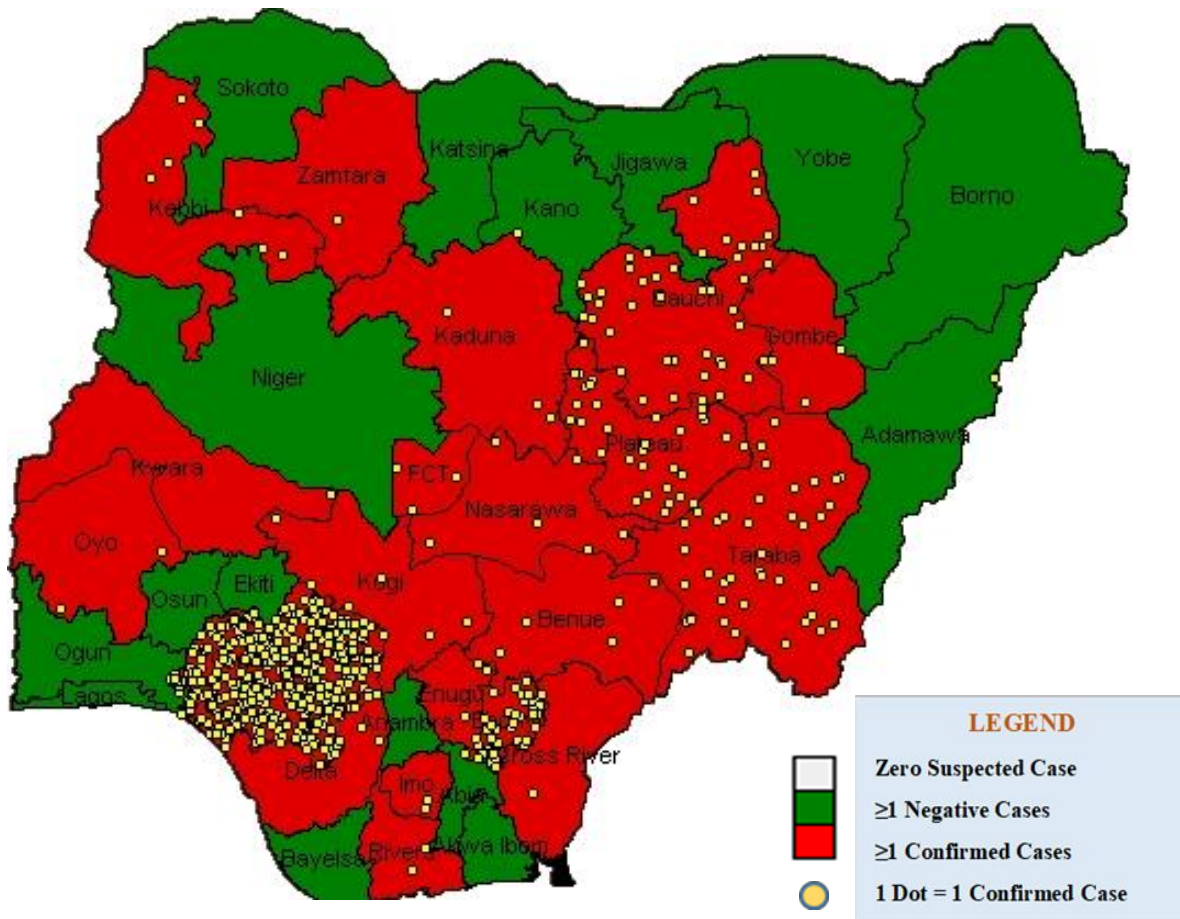 Sokoto
Katsina
Zamfara
Jigawa
Yobe
Borno
Kano
Kebbi
Bauchi
Gombe
Kaduna
Niger
Adamawa
Plateau
Kwara
FCT
Nasarawa
Oyo
Taraba
Kogi
Ekiti
Osun
Benue
Ogun
Enugu
Lagos
Anambra
Cross River
Delta
Imo
Abia
Rivers
Akwa Ibom
Bayelsa
LEGEND
Zero Suspected Case
≥1 Negative Cases
≥1 Confirmed Cases
1 Dot = 1 Confirmed Case